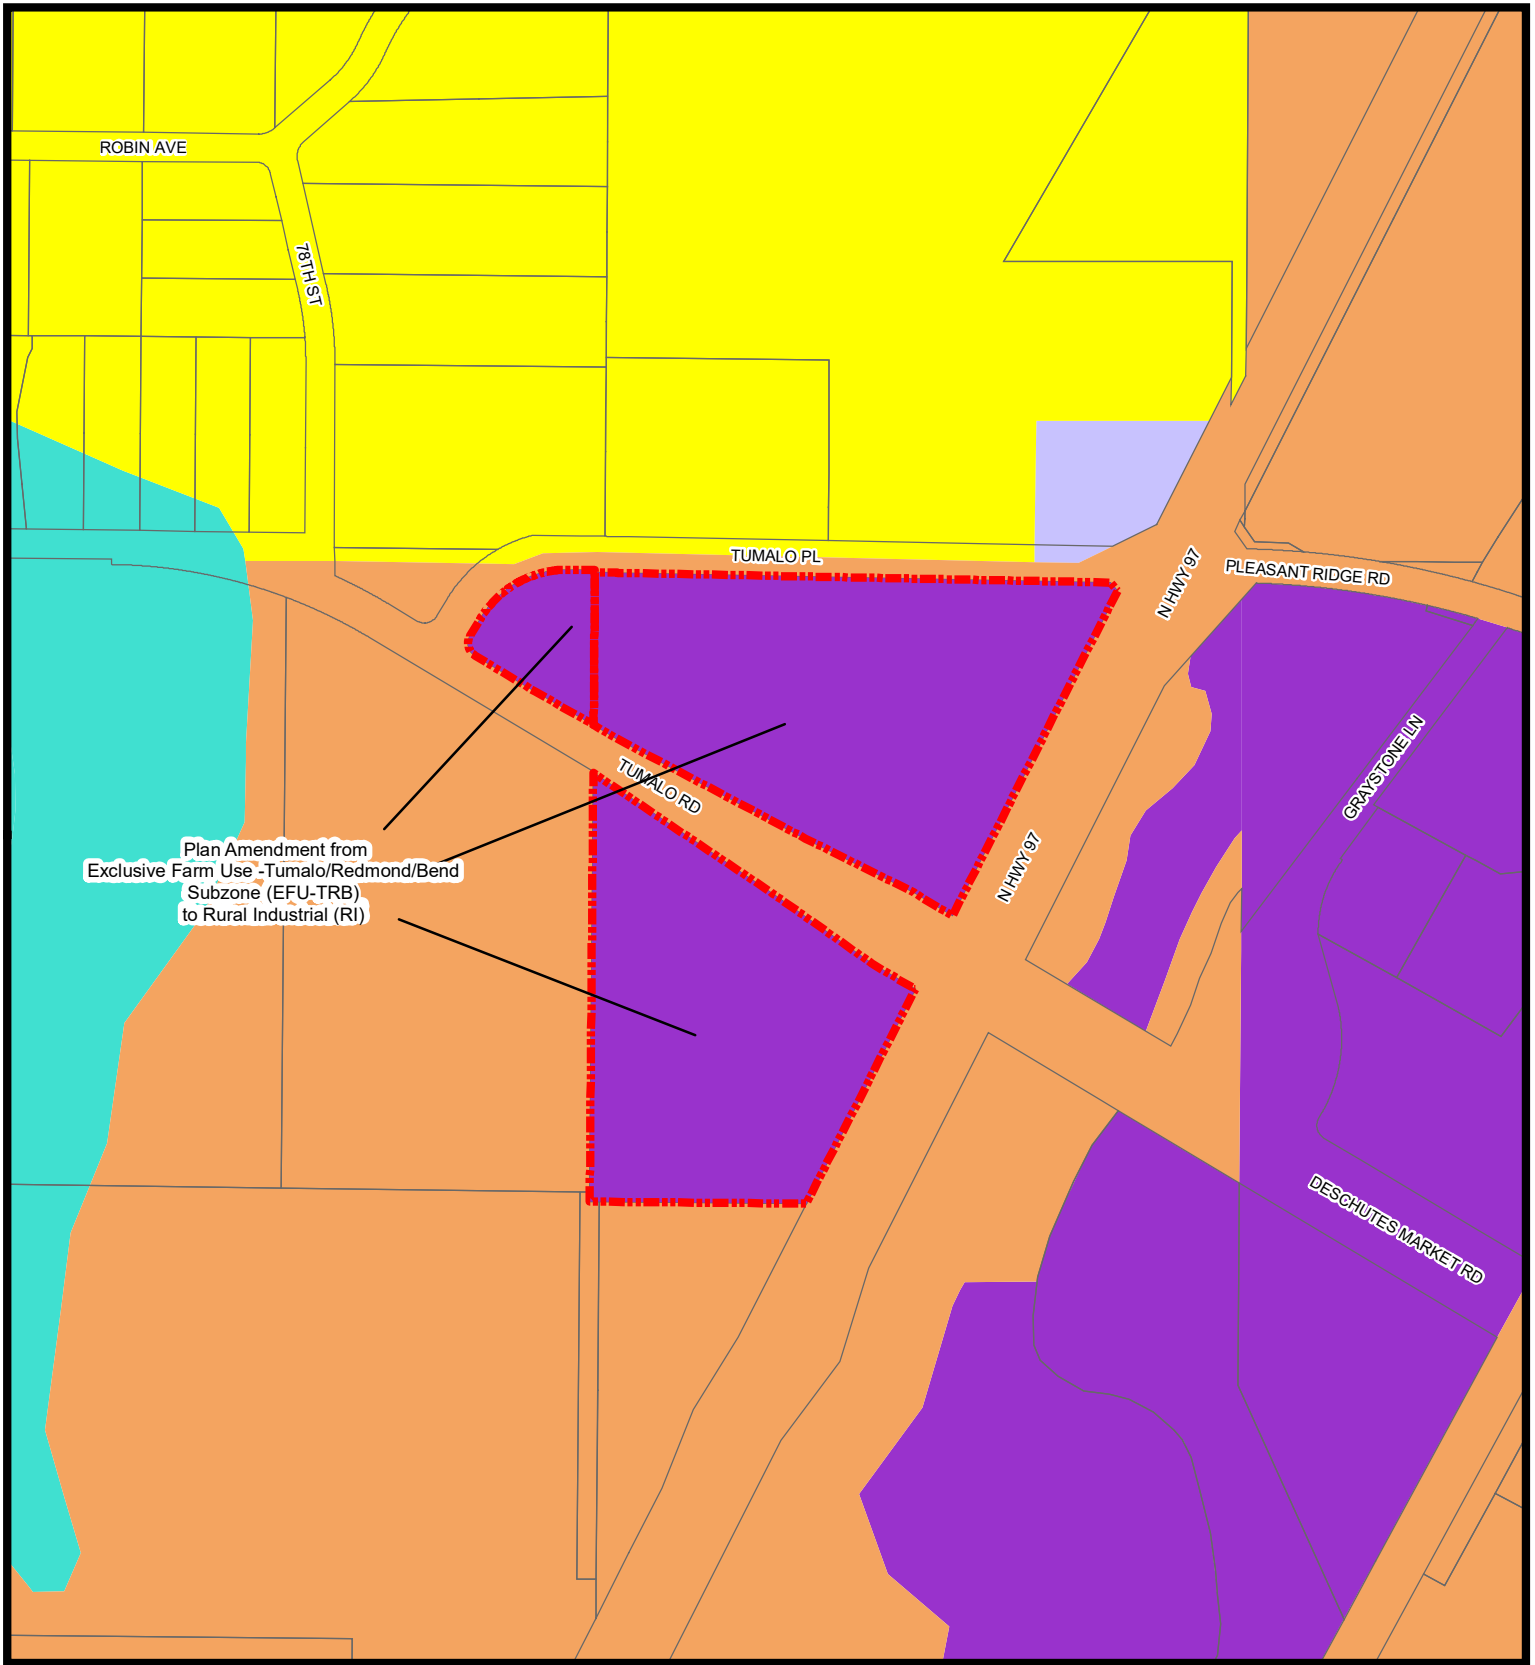 ROBIN AVE
78TH ST
TUMALO PL
N HWY 97
PLEASANT RIDGE RD
GRAYSTONE LN
TUMALO RD
N HWY 97
Plan Amendment from
Exclusive Farm Use -Tumalo/Redmond/Bend
Subzone (EFU-TRB)
to Rural Industrial (RI)
DESCHUTES MARKET RD